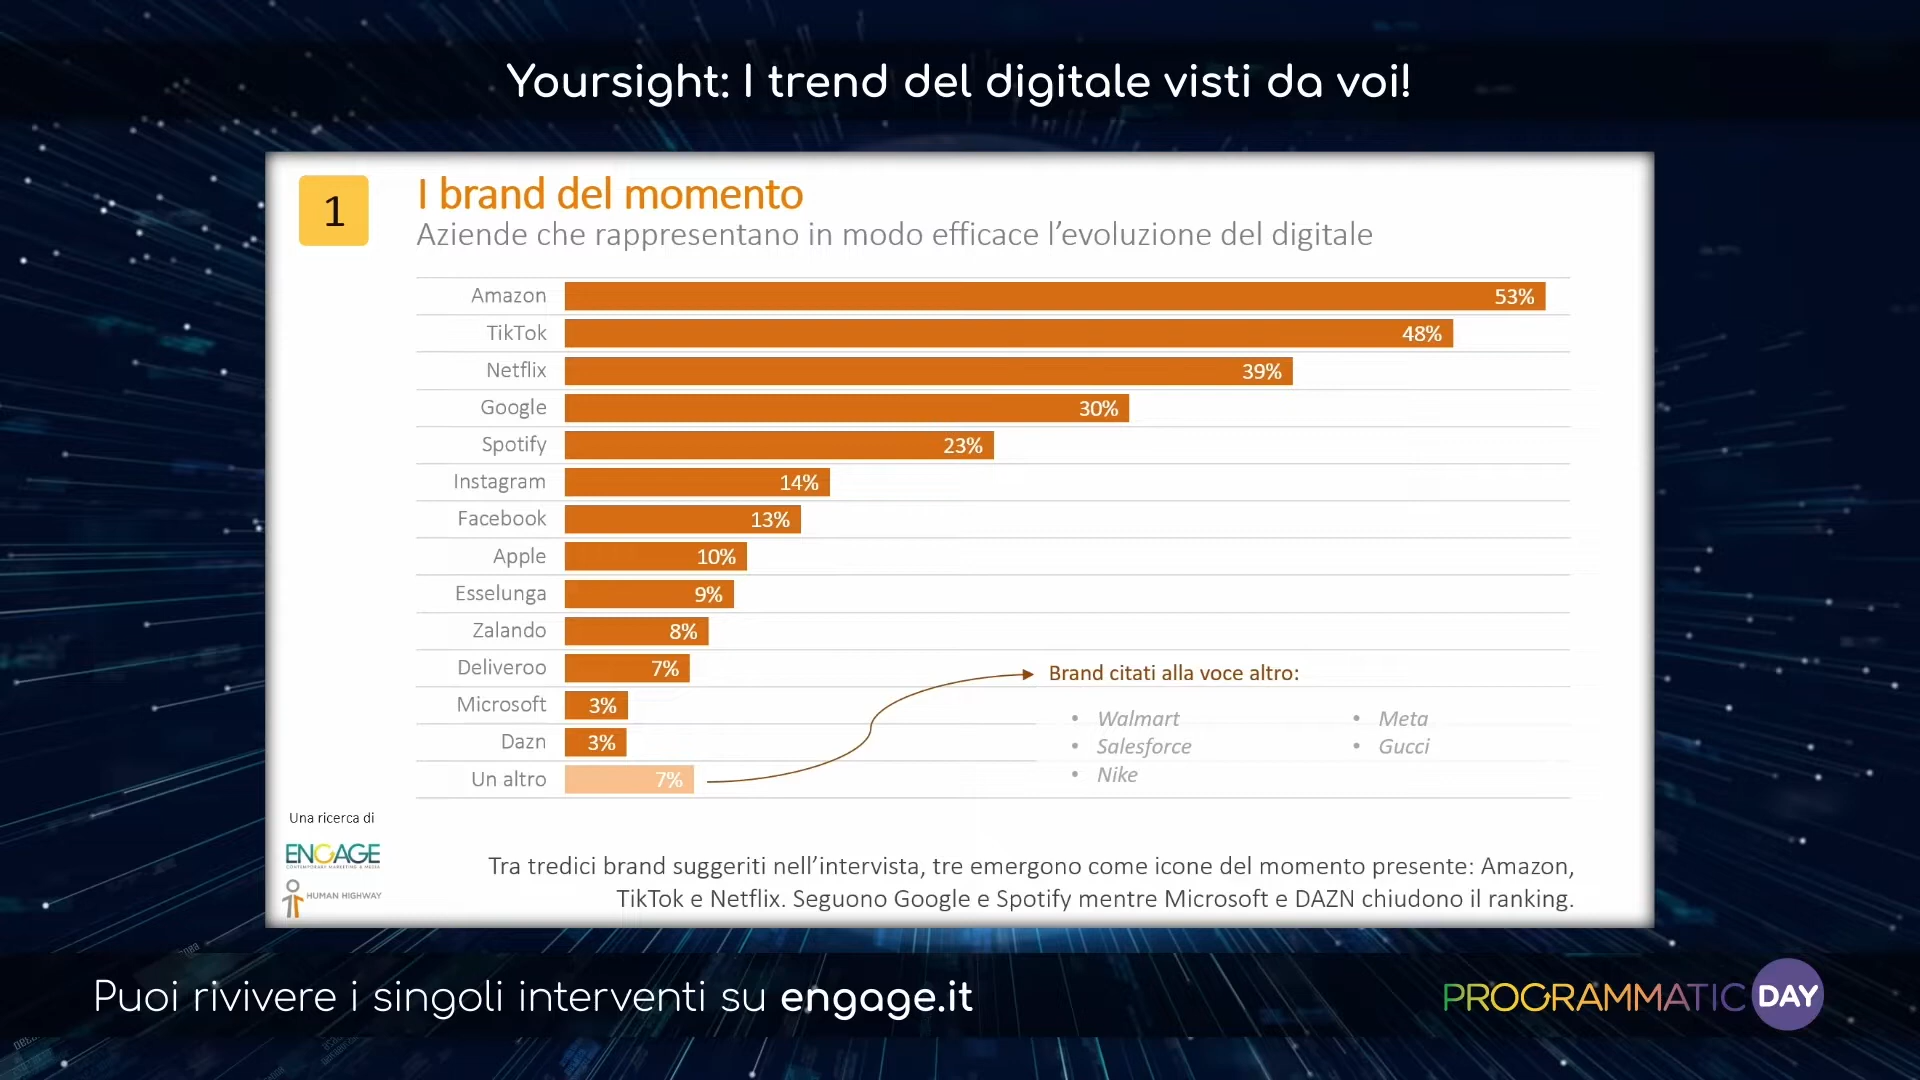 Yoursight: I trend del digitale visti da voi!
1
I brand del momento
Aziende che rappresentano in modo efficace l'evoluzione del digitale
Amazon 53%
TikTok 48%
Netflix 39%
Google 30%
Spotify 23%
Instagram 14%
Facebook 13%
Apple 10%
Esselunga 9%
Zalando 8%
Deliveroo 7%
Microsoft 3%
Dazn 3%
Un altro 7%
Brand citati alla voce altro:
• Walmart
• Salesforce
• Nike
• Meta
• Gucci
Una ricerca di
ENGAGE
CONTEMPORARY MARKETING & MEDIA
HUMAN HIGHWAY
Tra tredici brand suggeriti nell'intervista, tre emergono come icone del momento presente: Amazon,
TikTok e Netflix. Seguono Google e Spotify mentre Microsoft e DAZN chiudono il ranking.
Puoi rivivere i singoli interventi su engage.it
PROGRAMMATIC DAY